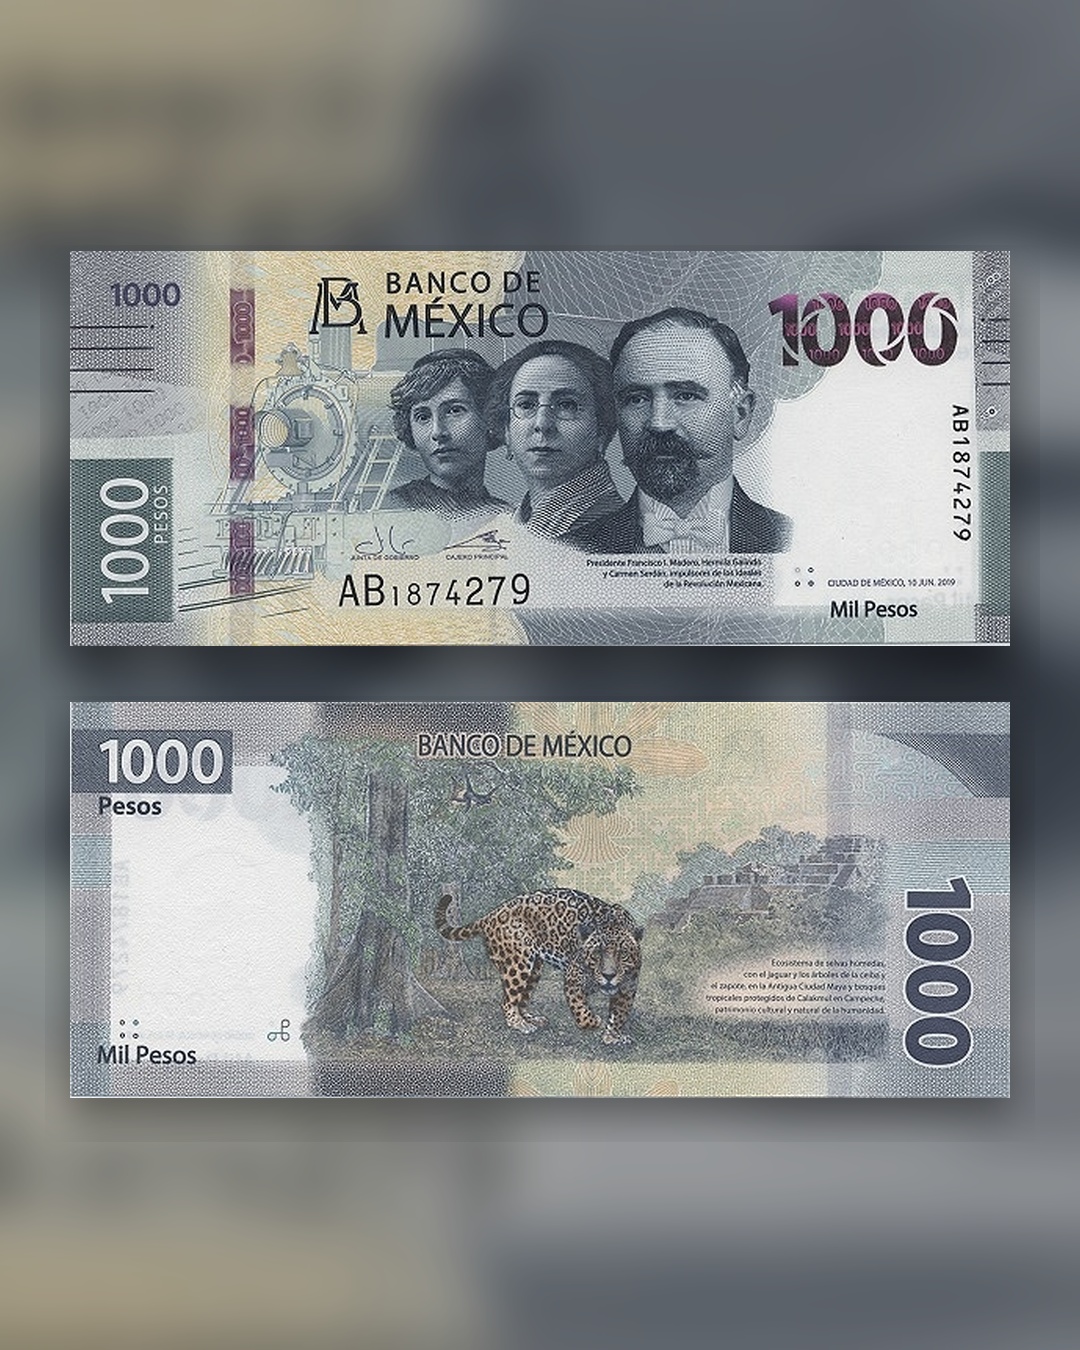 1000
BANCO DE
MÉXICO
1000
1000
PESOS
JUNTA DE GOBIERNO
CAJERO PRINCIPAL
AB1874279
AB1874279
Presidente Francisco I. Madero, Hermila Galindo
y Carmen Serdán, impulsores de los ideales
de la Revolución Mexicana.
CIUDAD DE MÉXICO, 10 JUN. 2019
Mil Pesos
1000
Pesos
BANCO DE MÉXICO
1000
Ecosistema de selvas húmedas,
con el jaguar y los árboles de la ceiba y
el zapote, en la Antigua Ciudad Maya y bosques
tropicales protegidos de Calakmul en Campeche,
patrimonio cultural y natural de la humanidad.
Mil Pesos